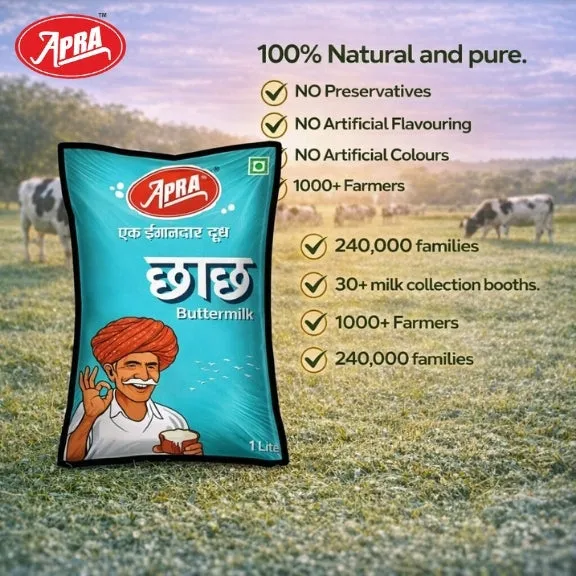 APRA
TM
100% Natural and pure.
NO Preservatives
NO Artificial Flavouring
NO Artificial Colours
1000+ Farmers
240,000 families
30+ milk collection booths.
1000+ Farmers
240,000 families
APRA
एक ईमानदार दूध
छाछ
Buttermilk
1 Lite